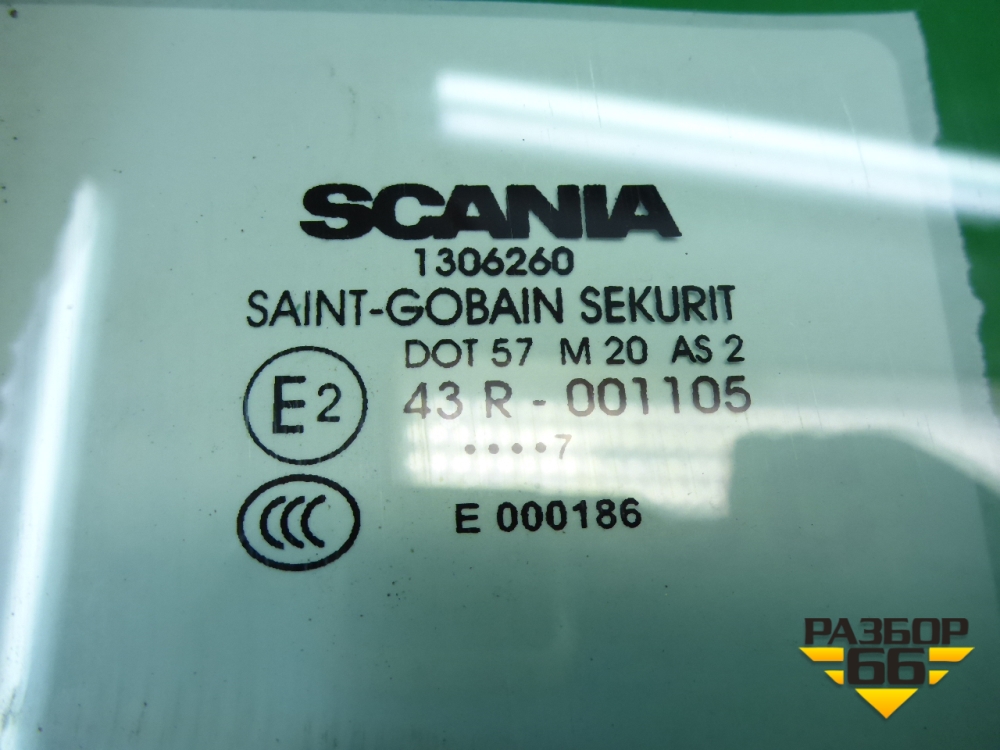 SCANIA
1306260
SAINT-GOBAIN SEKURIT
DOT 57 M 20 AS 2
E2 43 R - 001105
••••7
CCC E 000186
РАЗБОР
66